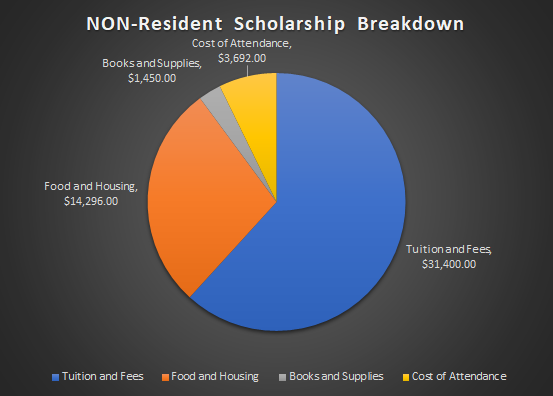 NON-Resident Scholarship Breakdown
Cost of Attendance,
$3,692.00
Books and Supplies,
$1,450.00
Food and Housing,
$14,296.00
Tuition and Fees,
$31,400.00
Tuition and Fees Food and Housing Books and Supplies Cost of Attendance